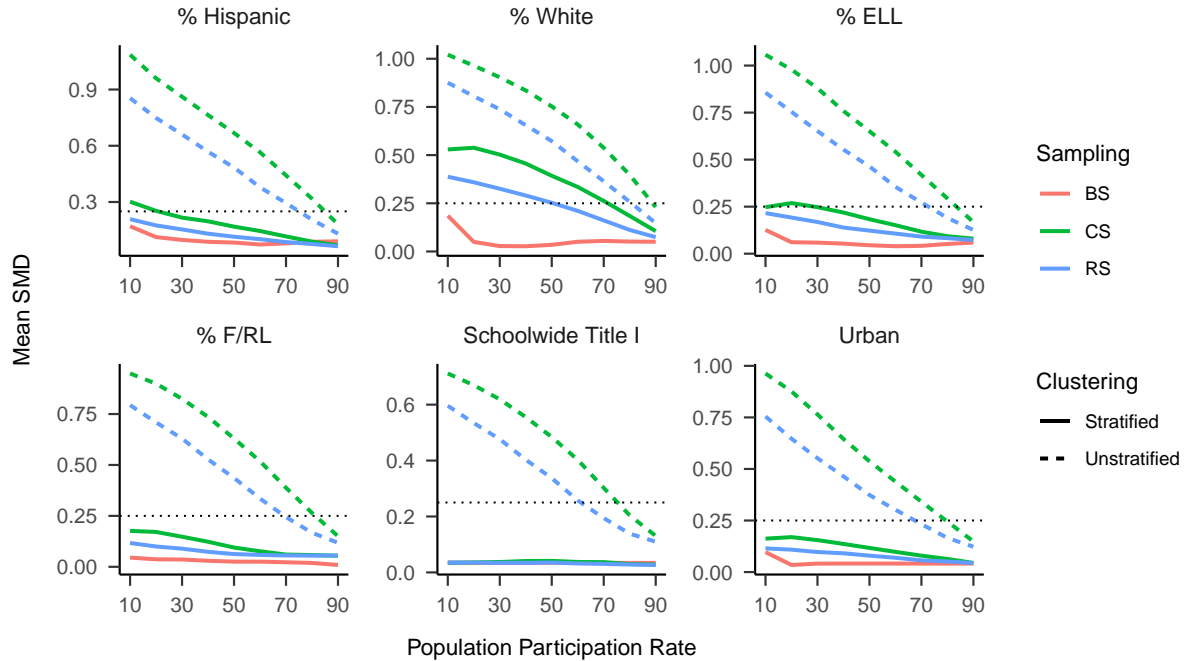 % Hispanic
% White
% ELL
0.9
0.6
0.3
10 30 50 70 90
1.00
0.75
0.50
0.25
0.00
10 30 50 70 90
1.00
0.75
0.50
0.25
0.00
10 30 50 70 90
% F/RL
Schoolwide Title I
Urban
0.75
0.50
0.25
0.00
10 30 50 70 90
0.6
0.4
0.2
0.0
10 30 50 70 90
1.00
0.75
0.50
0.25
0.00
10 30 50 70 90
Mean SMD
Population Participation Rate
Sampling
BS
CS
RS
Clustering
Stratified
Unstratified